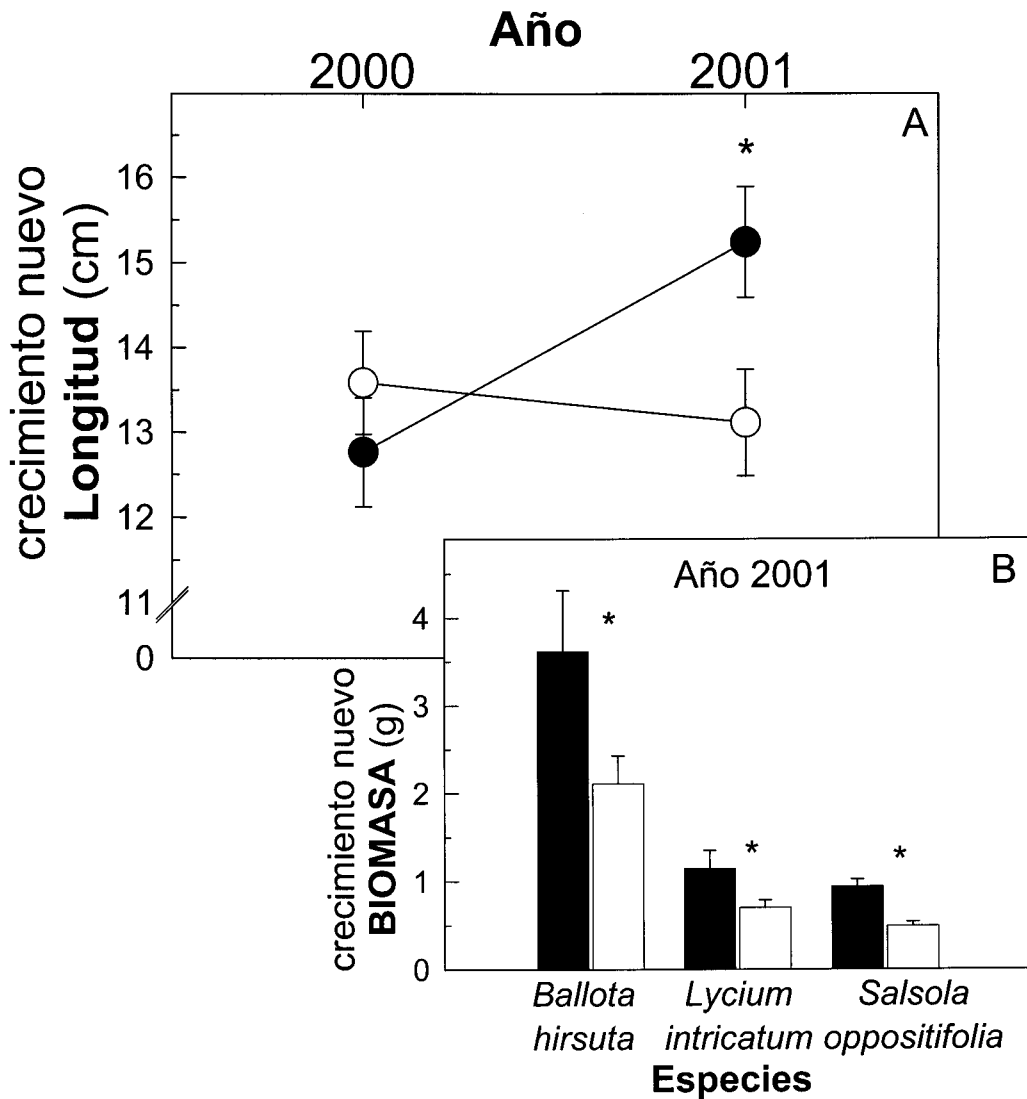 Año
2000 2001
A
*
crecimiento nuevo
Longitud (cm)
16
15
14
13
12
11
0
Año 2001
B
crecimiento nuevo
BIOMASA (g)
4
3
2
1
0
*
*
*
Ballota
hirsuta
Lycium
intricatum
Salsola
oppositifolia
Especies